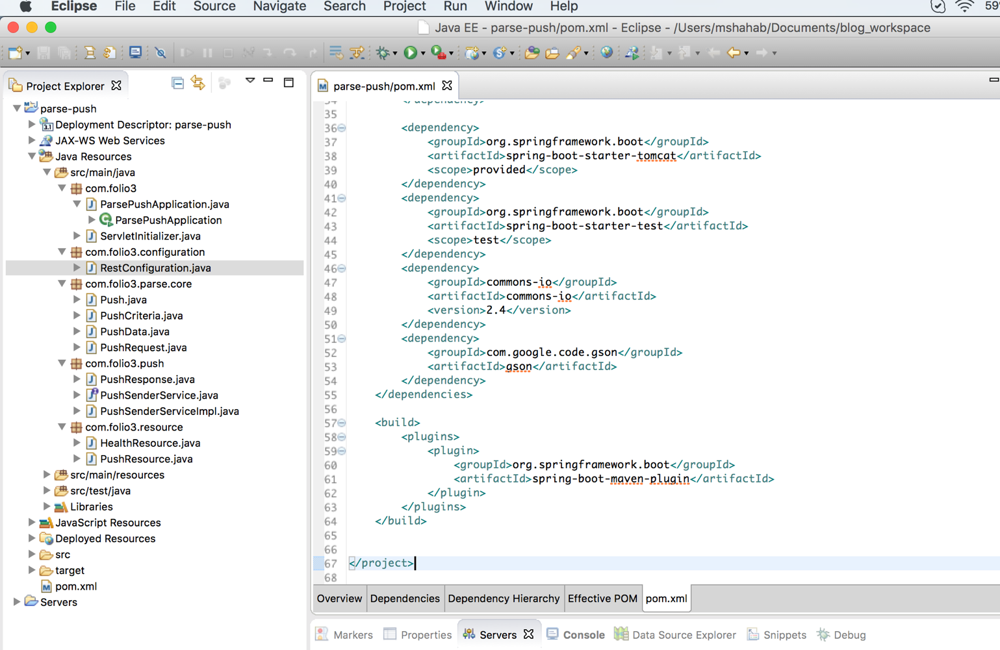 Eclipse File Edit Source Navigate Search Project Run Window Help 59
Java EE - parse-push/pom.xml - Eclipse - /Users/mshahab/Documents/blog_workspace
Project Explorer
parse-push
Deployment Descriptor: parse-push
3.1
JAX-WS Web Services
Java Resources
src/main/java
com.folio3
ParsePushApplication.java
ParsePushApplication
ServletInitializer.java
com.folio3.configuration
RestConfiguration.java
com.folio3.parse.core
Push.java
PushCriteria.java
PushData.java
PushRequest.java
com.folio3.push
PushResponse.java
PushSenderService.java
PushSenderServiceImpl.java
com.folio3.resource
HealthResource.java
PushResource.java
src/main/resources
src/test/java
Libraries
JavaScript Resources
Deployed Resources
src
target
pom.xml
Servers
parse-push/pom.xml
34 </dependency>
35
36 <dependency>
37 <groupId>org.springframework.boot</groupId>
38 <artifactId>spring-boot-starter-tomcat</artifactId>
39 <scope>provided</scope>
40 </dependency>
41 <dependency>
42 <groupId>org.springframework.boot</groupId>
43 <artifactId>spring-boot-starter-test</artifactId>
44 <scope>test</scope>
45 </dependency>
46 <dependency>
47 <groupId>commons-io</groupId>
48 <artifactId>commons-io</artifactId>
49 <version>2.4</version>
50 </dependency>
51 <dependency>
52 <groupId>com.google.code.gson</groupId>
53 <artifactId>gson</artifactId>
54 </dependency>
55 </dependencies>
56
57 <build>
58 <plugins>
59 <plugin>
60 <groupId>org.springframework.boot</groupId>
61 <artifactId>spring-boot-maven-plugin</artifactId>
62 </plugin>
63 </plugins>
64 </build>
65
66
67 </project>
68
Overview Dependencies Dependency Hierarchy Effective POM pom.xml
Markers Properties Servers Console Data Source Explorer Snippets Debug